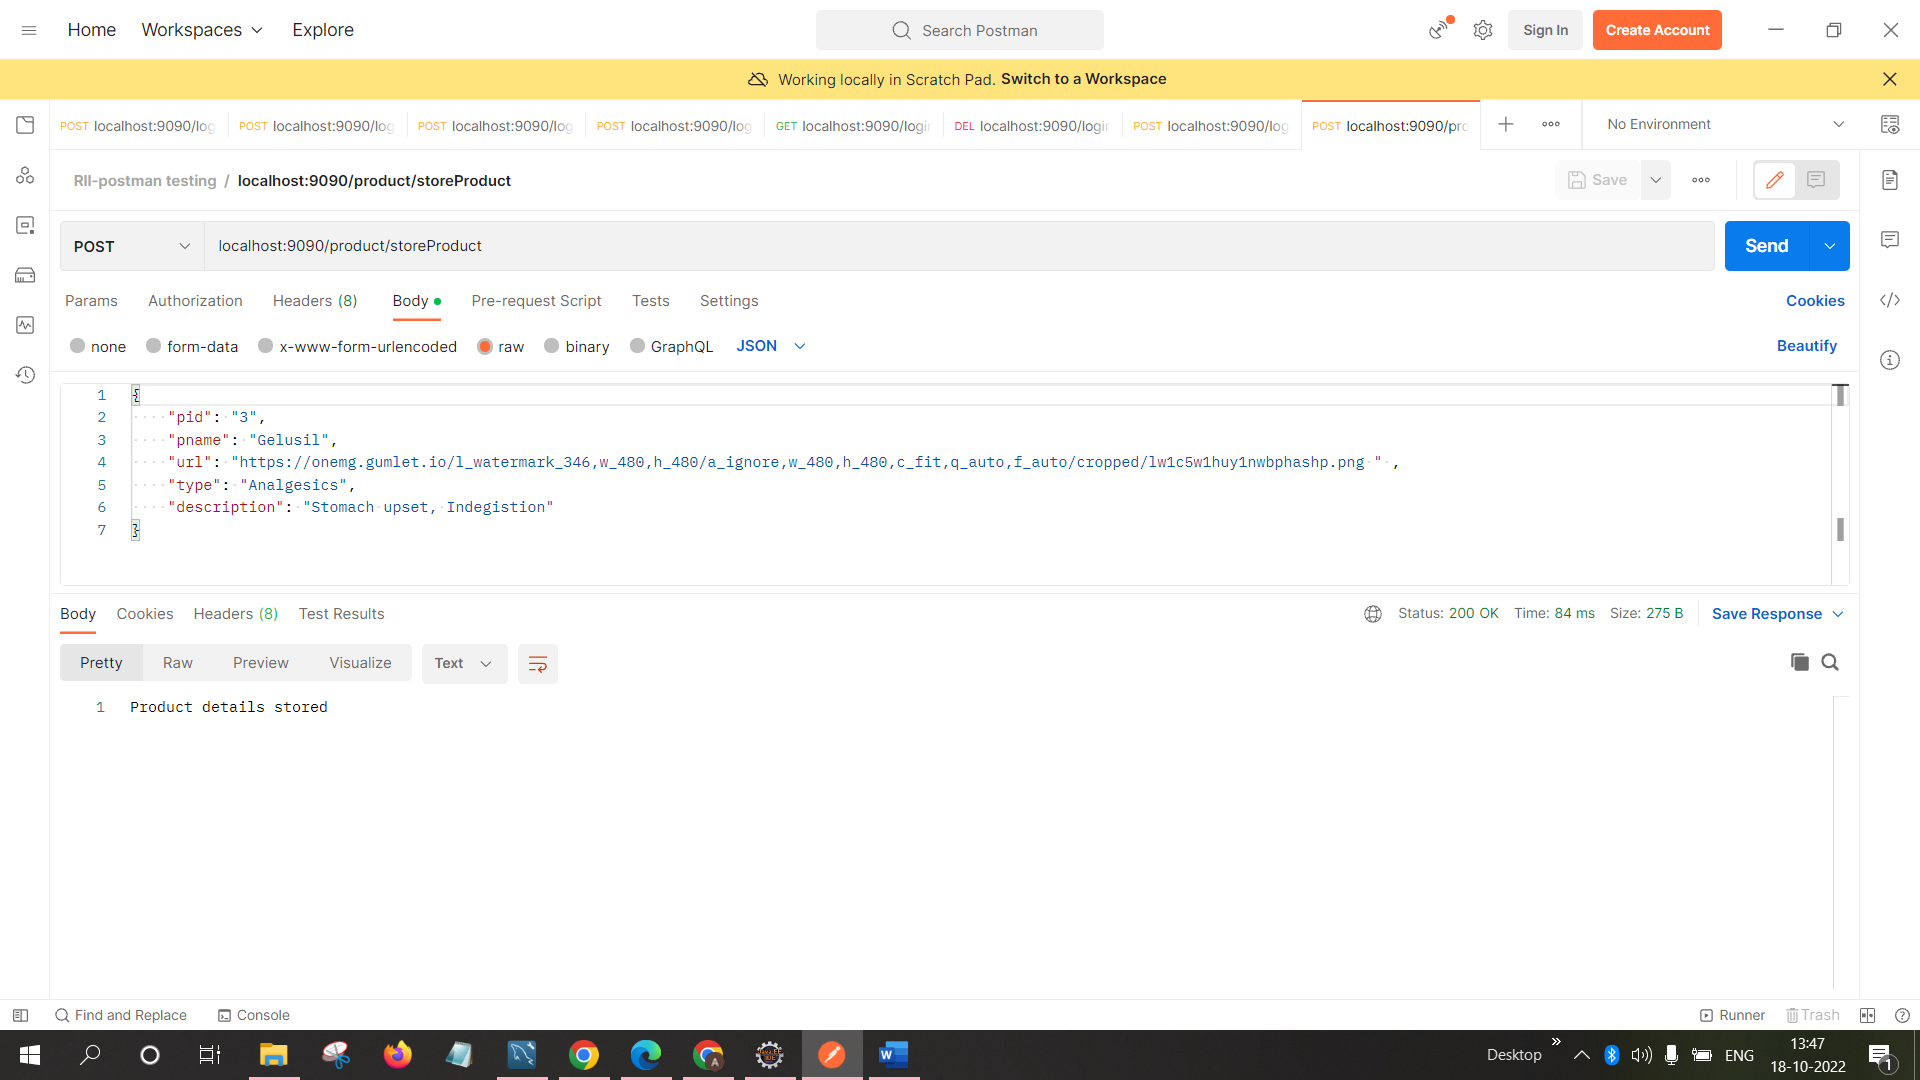 Home Workspaces Explore
Search Postman
Sign In Create Account
Working locally in Scratch Pad. Switch to a Workspace
POST localhost:9090/log POST localhost:9090/log POST localhost:9090/log POST localhost:9090/log GET localhost:9090/logi DEL localhost:9090/login POST localhost:9090/log POST localhost:9090/pro
No Environment
RII-postman testing / localhost:9090/product/storeProduct
Save
POST localhost:9090/product/storeProduct Send
Params Authorization Headers (8) Body Pre-request Script Tests Settings Cookies
none form-data x-www-form-urlencoded raw binary GraphQL JSON Beautify
1 {
2 "pid": "3",
3 "pname": "Gelusil",
4 "url": "https://onemg.gumlet.io/l_watermark_346,w_480,h_480/a_ignore,w_480,h_480,c_fit,q_auto,f_auto/cropped/lw1c5w1huy1nwbphashp.png " ,
5 "type": "Analgesics",
6 "description": "Stomach upset, Indegistion"
7 }
Body Cookies Headers (8) Test Results Status: 200 OK Time: 84 ms Size: 275 B Save Response
Pretty Raw Preview Visualize Text
1 Product details stored
Find and Replace Console Runner Trash
Desktop ENG 13:47
18-10-2022
1